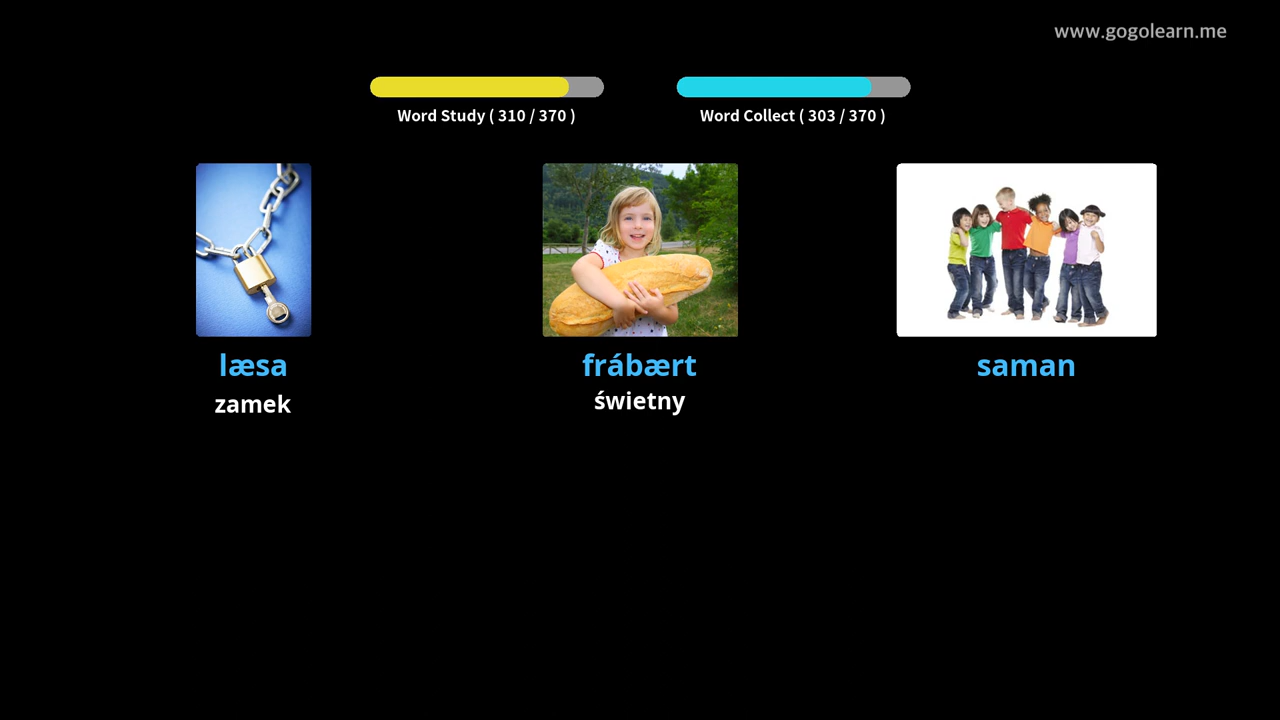 www.gogolearn.me
Word Study ( 310 / 370 )
Word Collect ( 303 / 370 )
læsa
frábært
saman
zamek
świetny